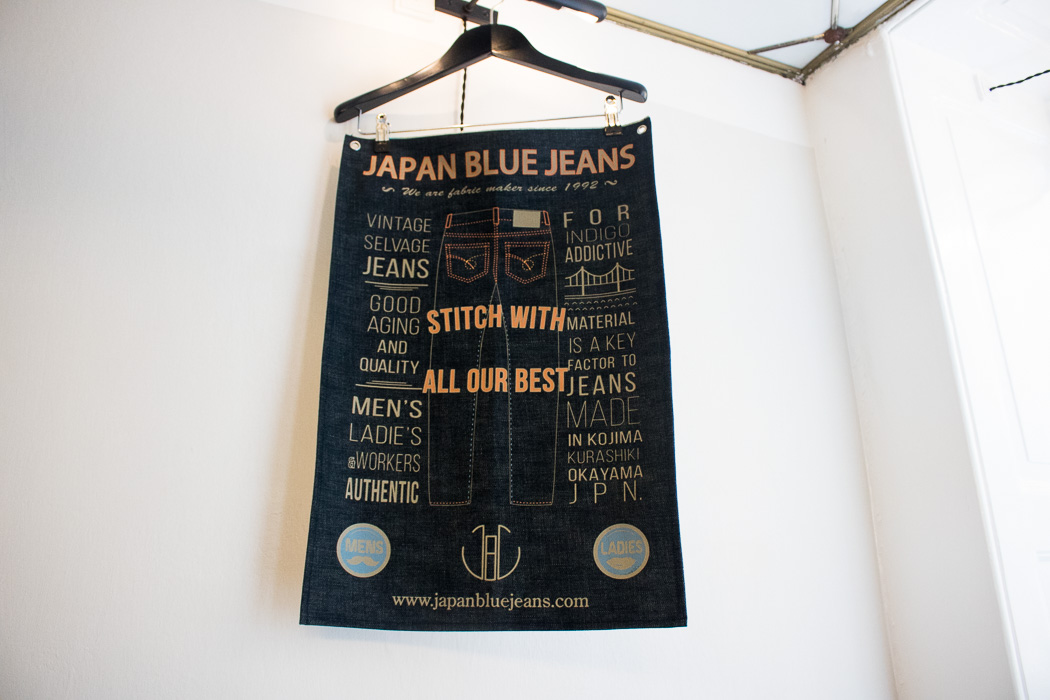 JAPAN BLUE JEANS
~ We are fabric maker since 1992 ~
VINTAGE
SELVAGE
JEANS
GOOD
AGING
AND
QUALITY
MEN'S
LADIE'S
&WORKERS
AUTHENTIC
STITCH WITH
ALL OUR BEST
FOR
INDIGO
ADDICTIVE
MATERIAL
IS A KEY
FACTOR TO
JEANS
MADE
IN KOJIMA
KURASHIKI
OKAYAMA
JPN.
MENS
LADIES
www.japanbluejeans.com